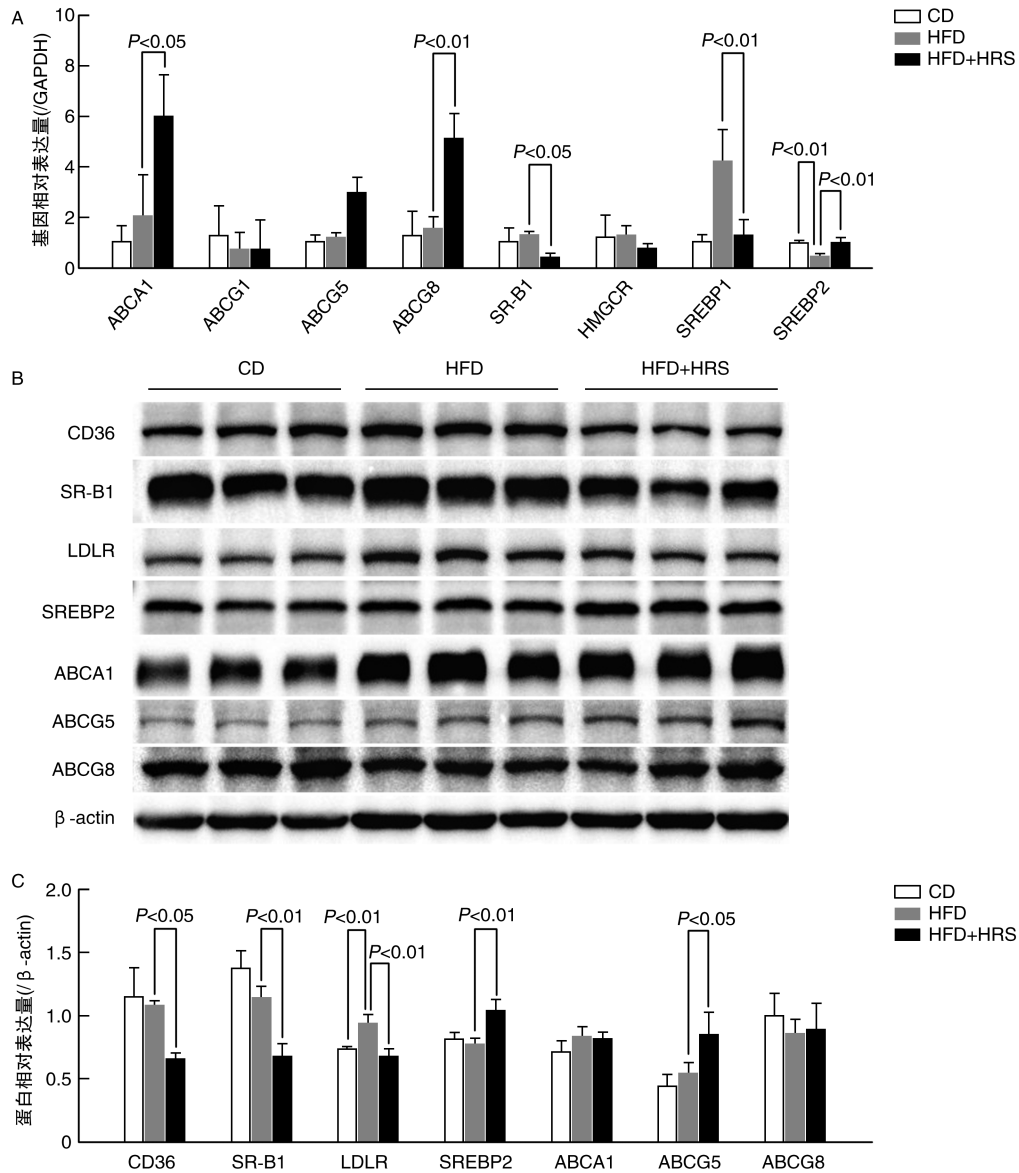 A
CD
HFD
HFD+HRS
基因相对表达量(/GAPDH)
10
8
6
4
2
0
P<0.05
P<0.01
P<0.05
P<0.01
P<0.01
P<0.01
ABCA1
ABCG1
ABCG5
ABCG8
SR-B1
HMGCR
SREBP1
SREBP2
B
CD HFD HFD+HRS
CD36
SR-B1
LDLR
SREBP2
ABCA1
ABCG5
ABCG8
β-actin
C
CD
HFD
HFD+HRS
蛋白相对表达量(/β-actin)
2.0
1.5
1.0
0.5
0
P<0.05
P<0.01
P<0.01
P<0.01
P<0.01
P<0.05
CD36 SR-B1 LDLR SREBP2 ABCA1 ABCG5 ABCG8